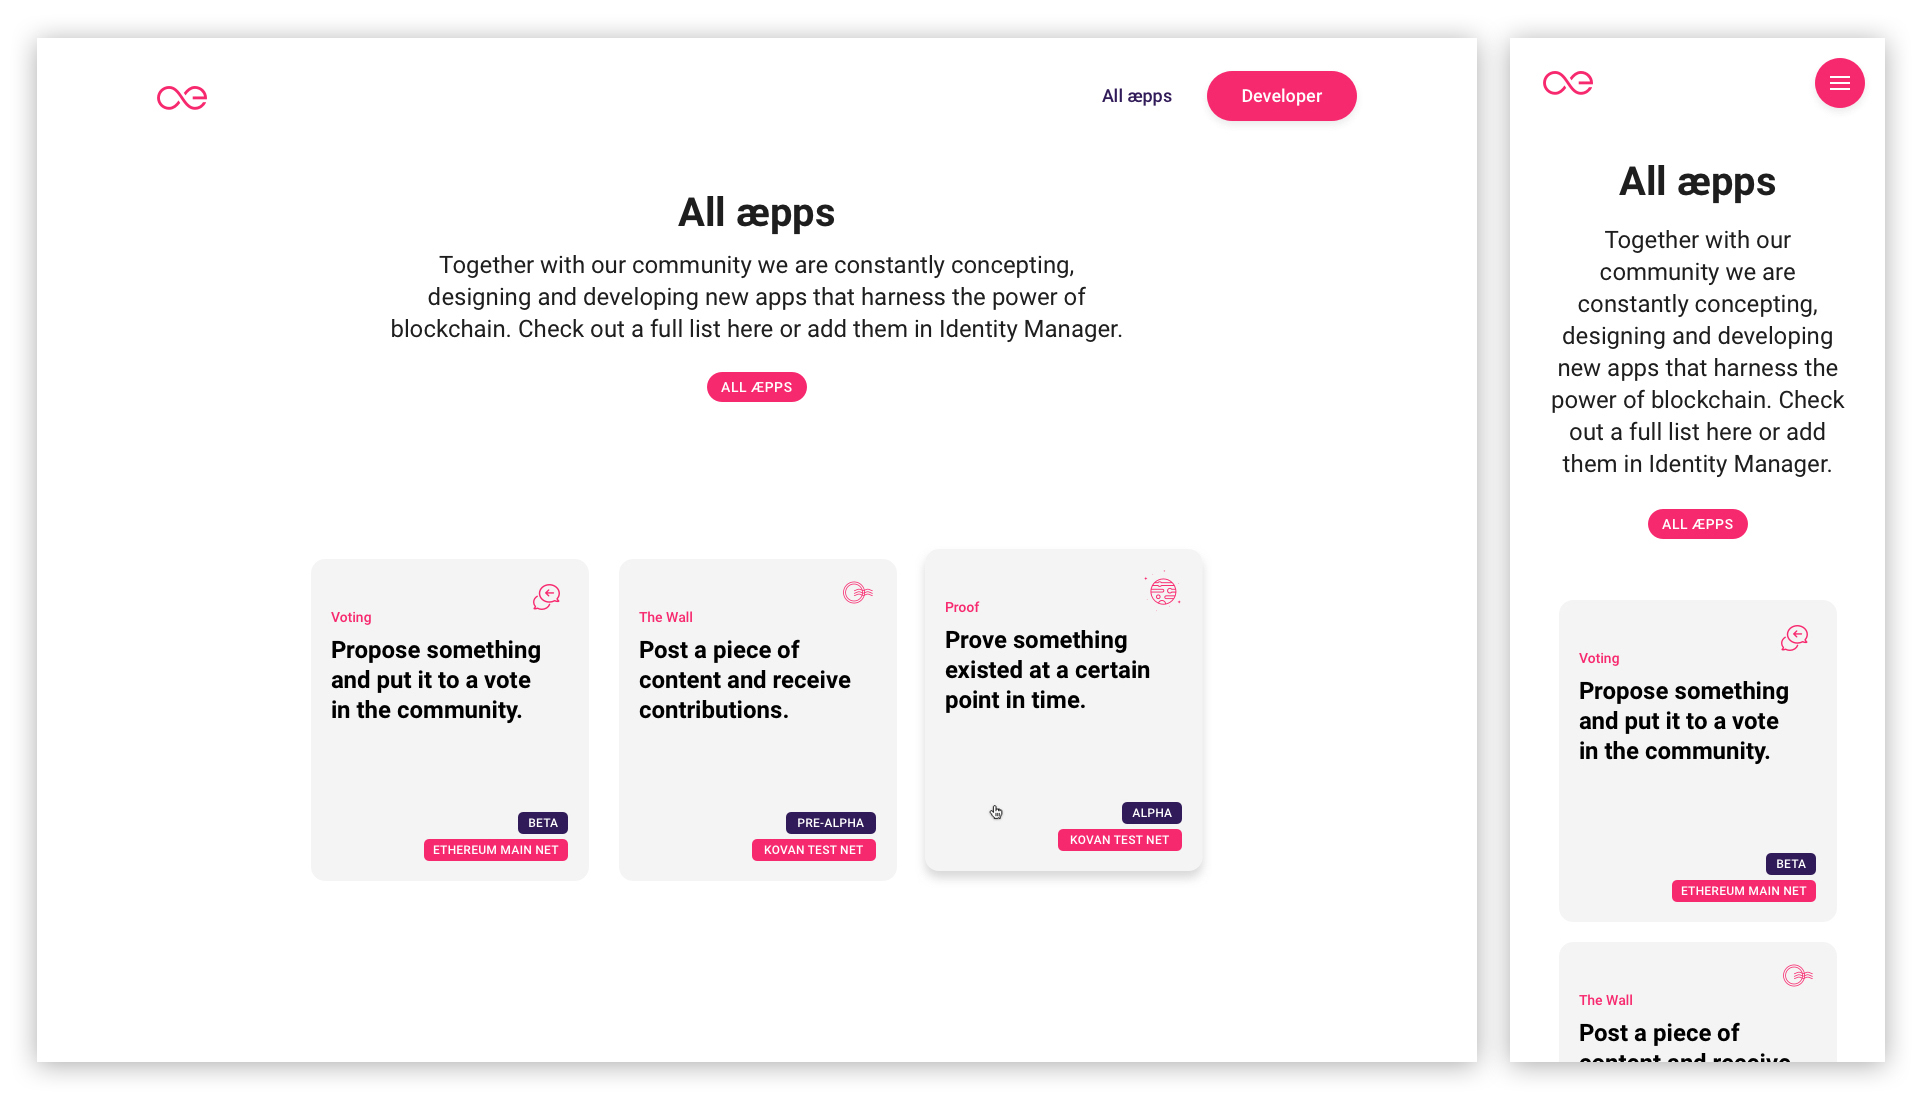 All æpps
Developer
All æpps
Together with our community we are constantly concepting,
designing and developing new apps that harness the power of
blockchain. Check out a full list here or add them in Identity Manager.
ALL ÆPPS
Voting
Propose something
and put it to a vote
in the community.
BETA
ETHEREUM MAIN NET
The Wall
Post a piece of
content and receive
contributions.
PRE-ALPHA
KOVAN TEST NET
Proof
Prove something
existed at a certain
point in time.
ALPHA
KOVAN TEST NET
All æpps
Together with our
community we are
constantly concepting,
designing and developing
new apps that harness the
power of blockchain. Check
out a full list here or add
them in Identity Manager.
ALL ÆPPS
Voting
Propose something
and put it to a vote
in the community.
BETA
ETHEREUM MAIN NET
The Wall
Post a piece of
content and receive